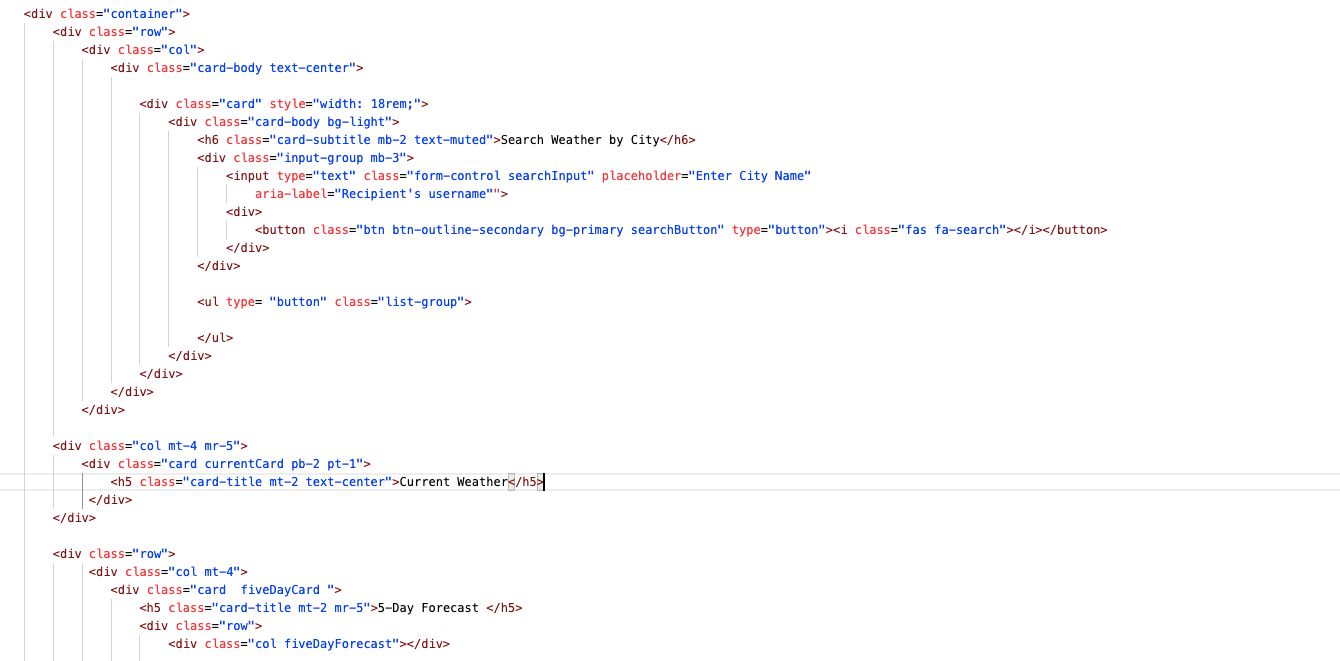 <div class="container">
<div class="row">
<div class="col">
<div class="card-body text-center">
<div class="card" style="width: 18rem;">
<div class="card-body bg-light">
<h6 class="card-subtitle mb-2 text-muted">Search Weather by City</h6>
<div class="input-group mb-3">
<input type="text" class="form-control searchInput" placeholder="Enter City Name"
aria-label="Recipient's username"">
<div>
<button class="btn btn-outline-secondary bg-primary searchButton" type="button"><i class="fas fa-search"></i></button>
</div>
</div>
<ul type= "button" class="list-group">
</ul>
</div>
</div>
</div>
</div>
<div class="col mt-4 mr-5">
<div class="card currentCard pb-2 pt-1">
<h5 class="card-title mt-2 text-center">Current Weather</h5>
</div>
</div>
<div class="row">
<div class="col mt-4">
<div class="card  fiveDayCard ">
<h5 class="card-title mt-2 mr-5">5-Day Forecast </h5>
<div class="row">
<div class="col fiveDayForecast"></div>